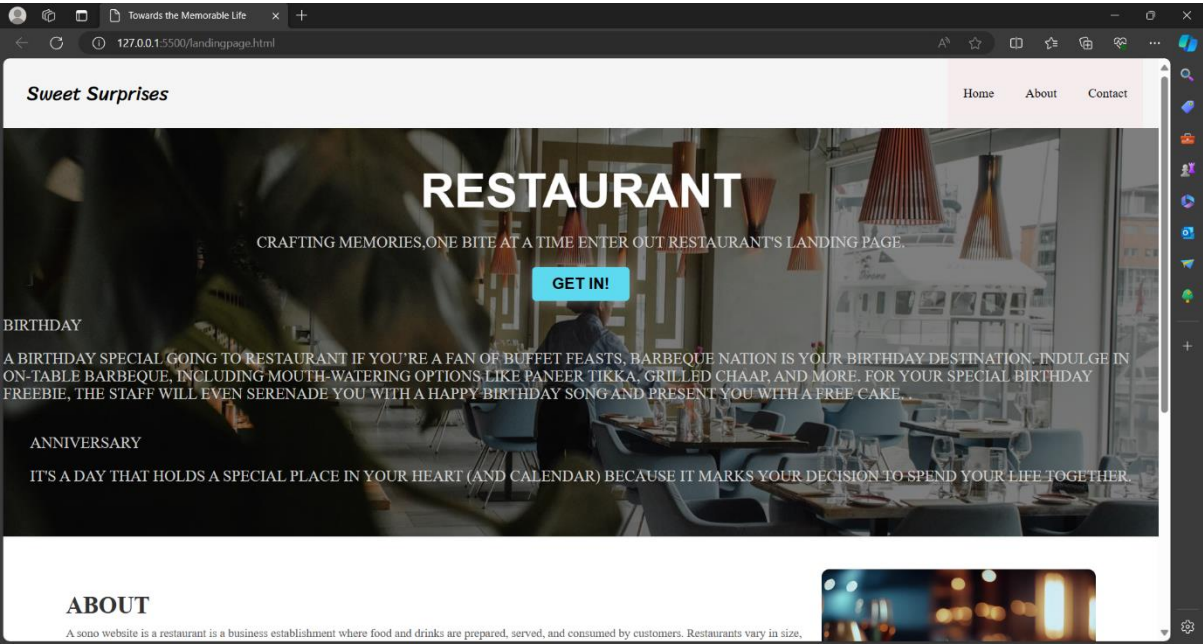 Towards the Memorable Life
127.0.0.1:5500/landingpage.html
Sweet Surprises
Home About Contact
RESTAURANT
CRAFTING MEMORIES,ONE BITE AT A TIME ENTER OUT RESTAURANT'S LANDING PAGE.
GET IN!
BIRTHDAY
A BIRTHDAY SPECIAL GOING TO RESTAURANT IF YOU’RE A FAN OF BUFFET FEASTS, BARBEQUE NATION IS YOUR BIRTHDAY DESTINATION. INDULGE IN
ON-TABLE BARBEQUE, INCLUDING MOUTH-WATERING OPTIONS LIKE PANEER TIKKA, GRILLED CHAAP, AND MORE. FOR YOUR SPECIAL BIRTHDAY
FREEBIE, THE STAFF WILL EVEN SERENADE YOU WITH A HAPPY BIRTHDAY SONG AND PRESENT YOU WITH A FREE CAKE. .
ANNIVERSARY
IT'S A DAY THAT HOLDS A SPECIAL PLACE IN YOUR HEART (AND CALENDAR) BECAUSE IT MARKS YOUR DECISION TO SPEND YOUR LIFE TOGETHER.
ABOUT
A sono website is a restaurant is a business establishment where food and drinks are prepared, served, and consumed by customers. Restaurants vary in size,